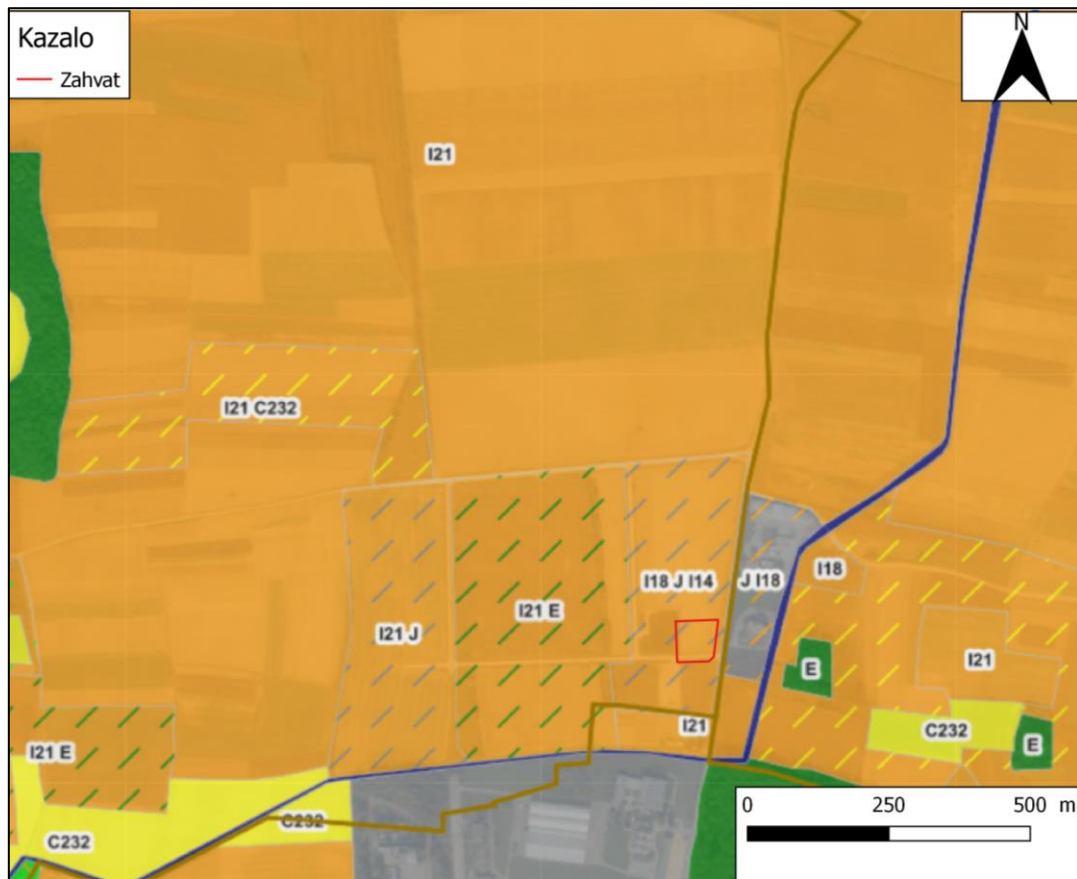 Kazalo
Zahvat
N
I21
I21 C232
I18 J I14
J I18
I18
I21 E
I21 J
E
I21
I21
C232
E
I21 E
C232
C232
0 250 500 m